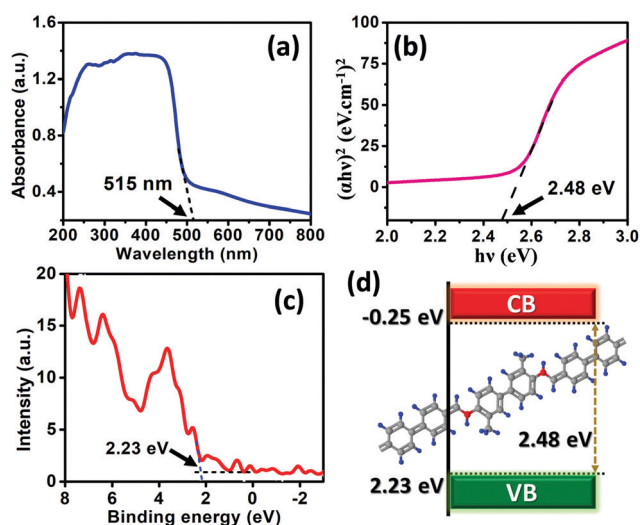 (a)
1.6
1.2
0.8
0.4
Absorbance (a.u.)
515 nm
200 300 400 500 600 700 800
Wavelength (nm)
(b)
100
75
50
25
0
(αhν)² (eV.cm⁻¹)²
2.48 eV
2.0 2.2 2.4 2.6 2.8 3.0
hν (eV)
(c)
20
15
10
5
0
Intensity (a.u.)
2.23 eV
8 6 4 2 0 -2
Binding energy (eV)
(d)
CB
-0.25 eV
2.48 eV
2.23 eV
VB